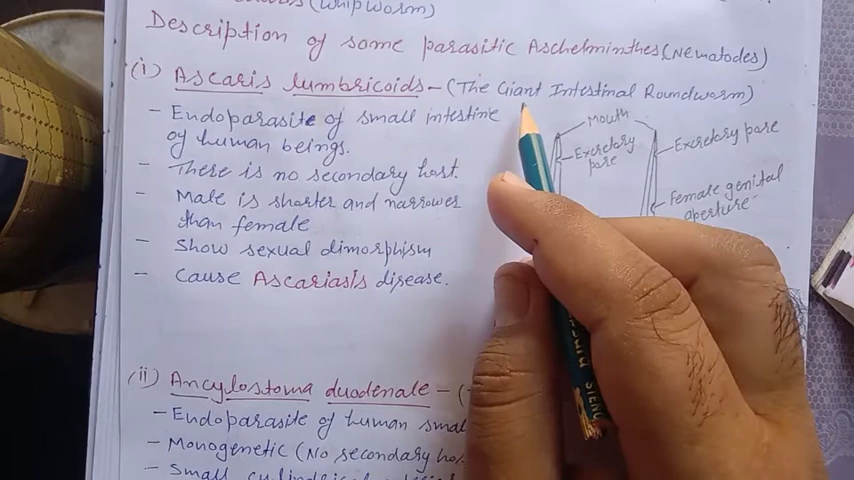 (Whipworm)
Description of some parasitic Aschelminthes (Nematodes)
(i) Ascaris lumbricoids - (The Giant Intestinal Roundworm)
- Endoparasite of small intestine
of human beings.
- There is no secondary host.
- Male is shorter and narrower
than female
- Show sexual dimorphism
- Cause Ascariasis disease.
Mouth
Excretory
pore
Excretory pore
Female genital
aperture
(ii) Ancylostoma duodenale - (
- Endoparasite of human
- Monogenetic (No secondary
- Small